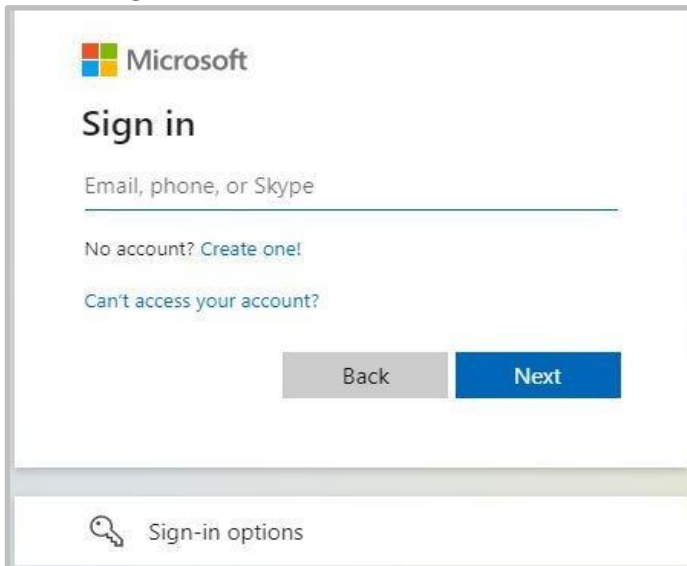 Microsoft
Sign in
Email, phone, or Skype
No account? Create one!
Can't access your account?
Back Next
Sign-in options